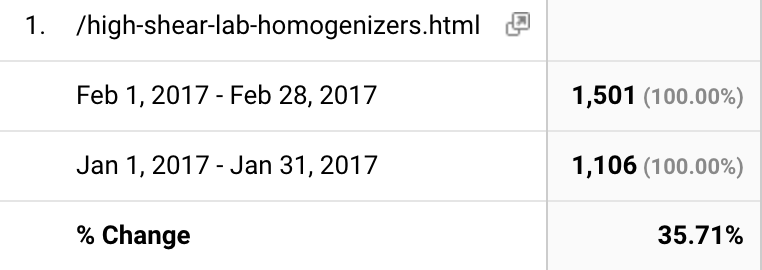 1. /high-shear-lab-homogenizers.html
Feb 1, 2017 - Feb 28, 2017 1,501 (100.00%)
Jan 1, 2017 - Jan 31, 2017 1,106 (100.00%)
% Change 35.71%